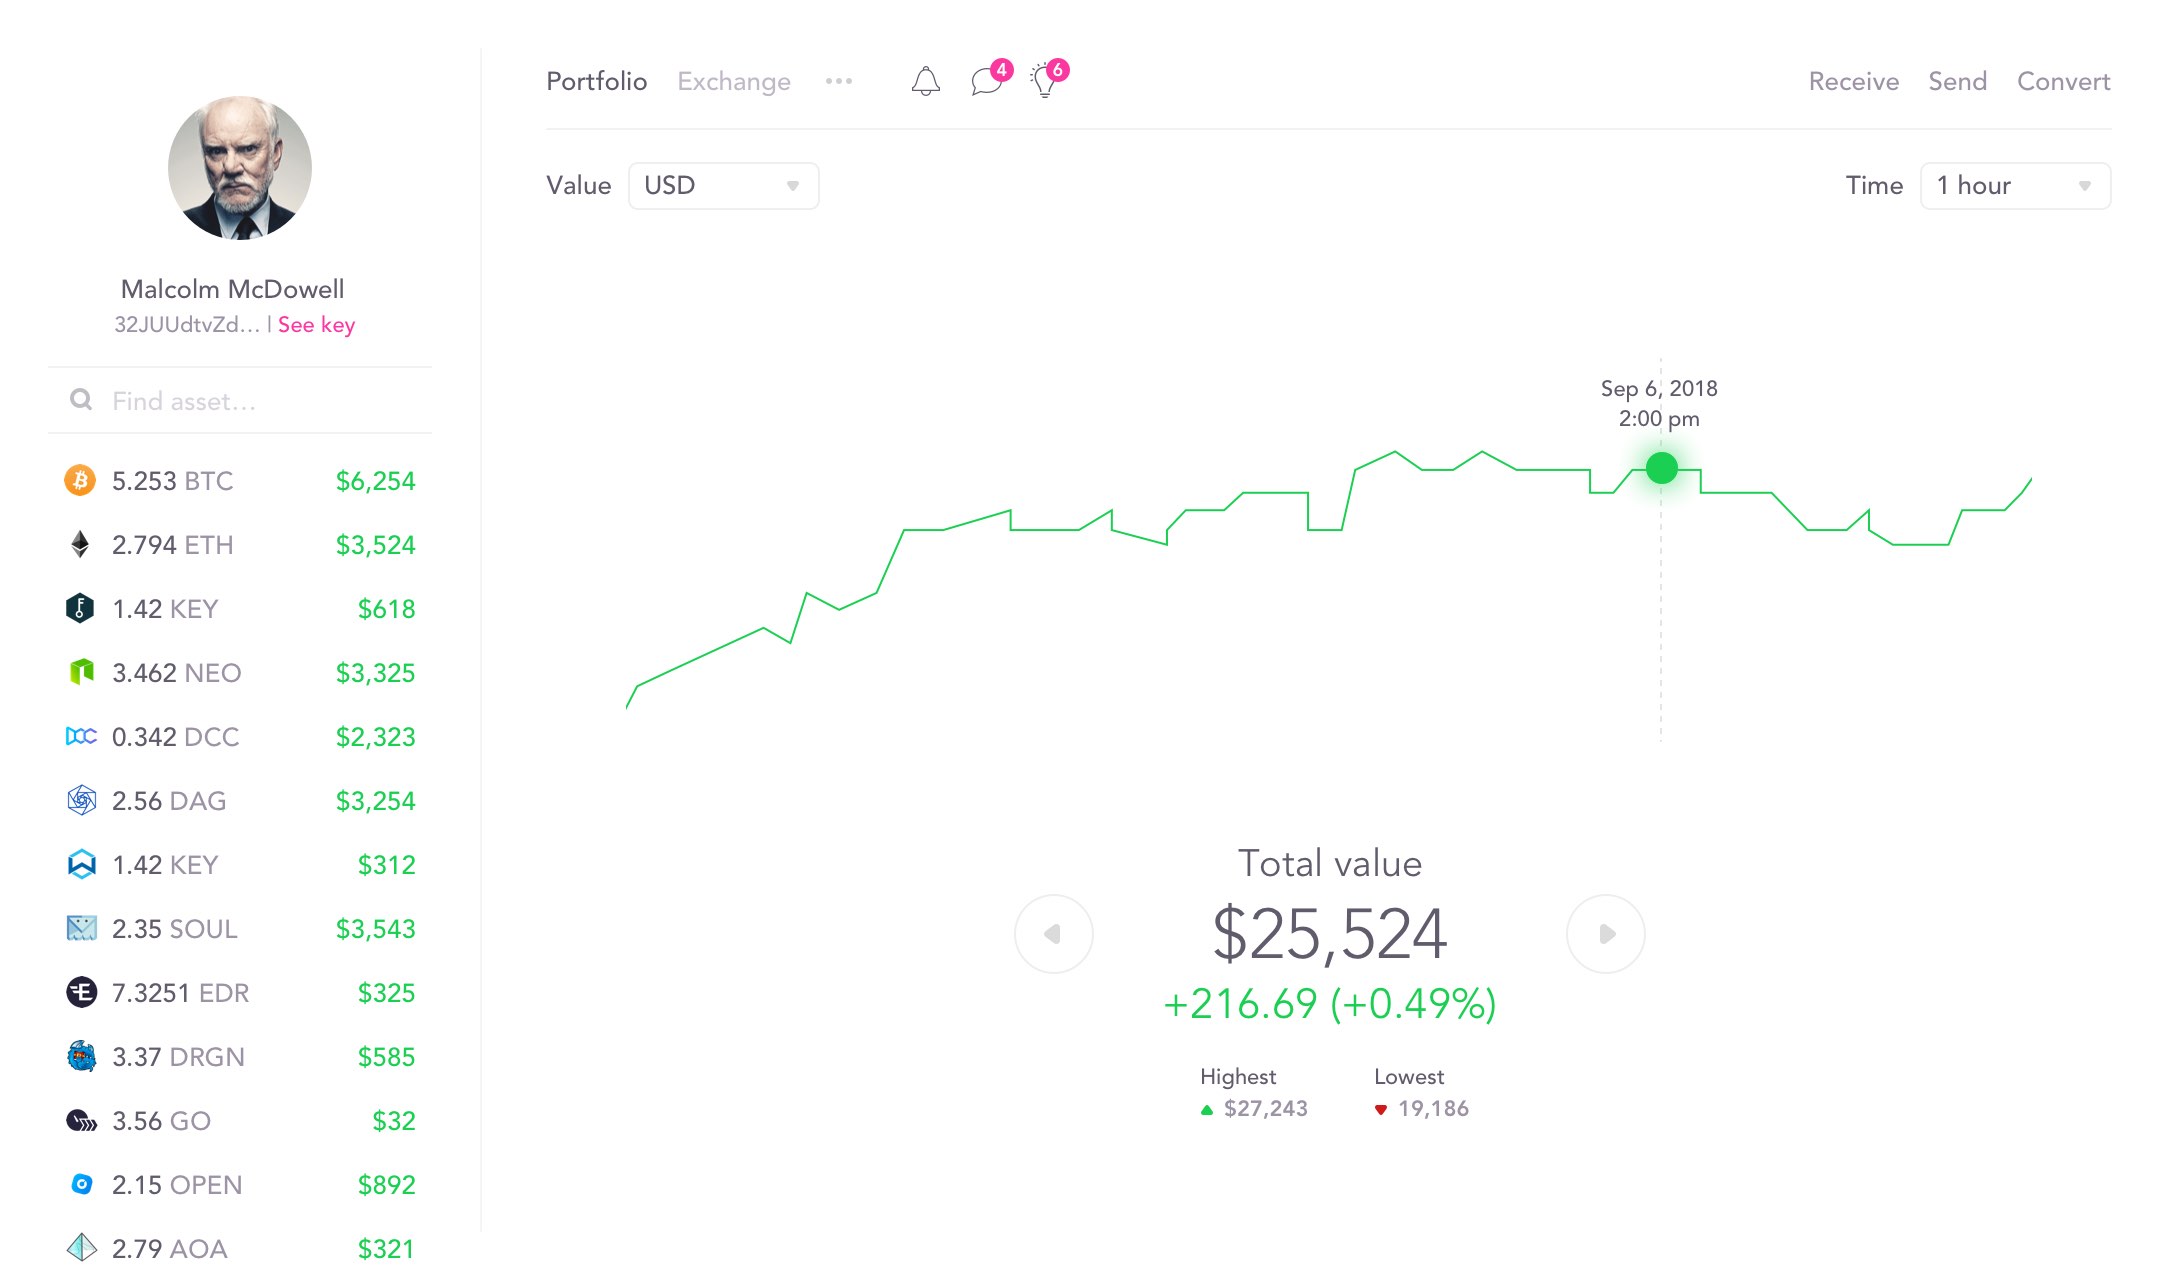 Malcolm McDowell
32JUUdtvZd... | See key
Find asset...
5.253 BTC $6,254
2.794 ETH $3,524
1.42 KEY $618
3.462 NEO $3,325
0.342 DCC $2,323
2.56 DAG $3,254
1.42 KEY $312
2.35 SOUL $3,543
7.3251 EDR $325
3.37 DRGN $585
3.56 GO $32
2.15 OPEN $892
2.79 AOA $321
Portfolio Exchange ••• 4 6 Receive Send Convert
Value USD Time 1 hour
Sep 6, 2018
2:00 pm
Total value
$25,524
+216.69 (+0.49%)
Highest Lowest
$27,243 19,186